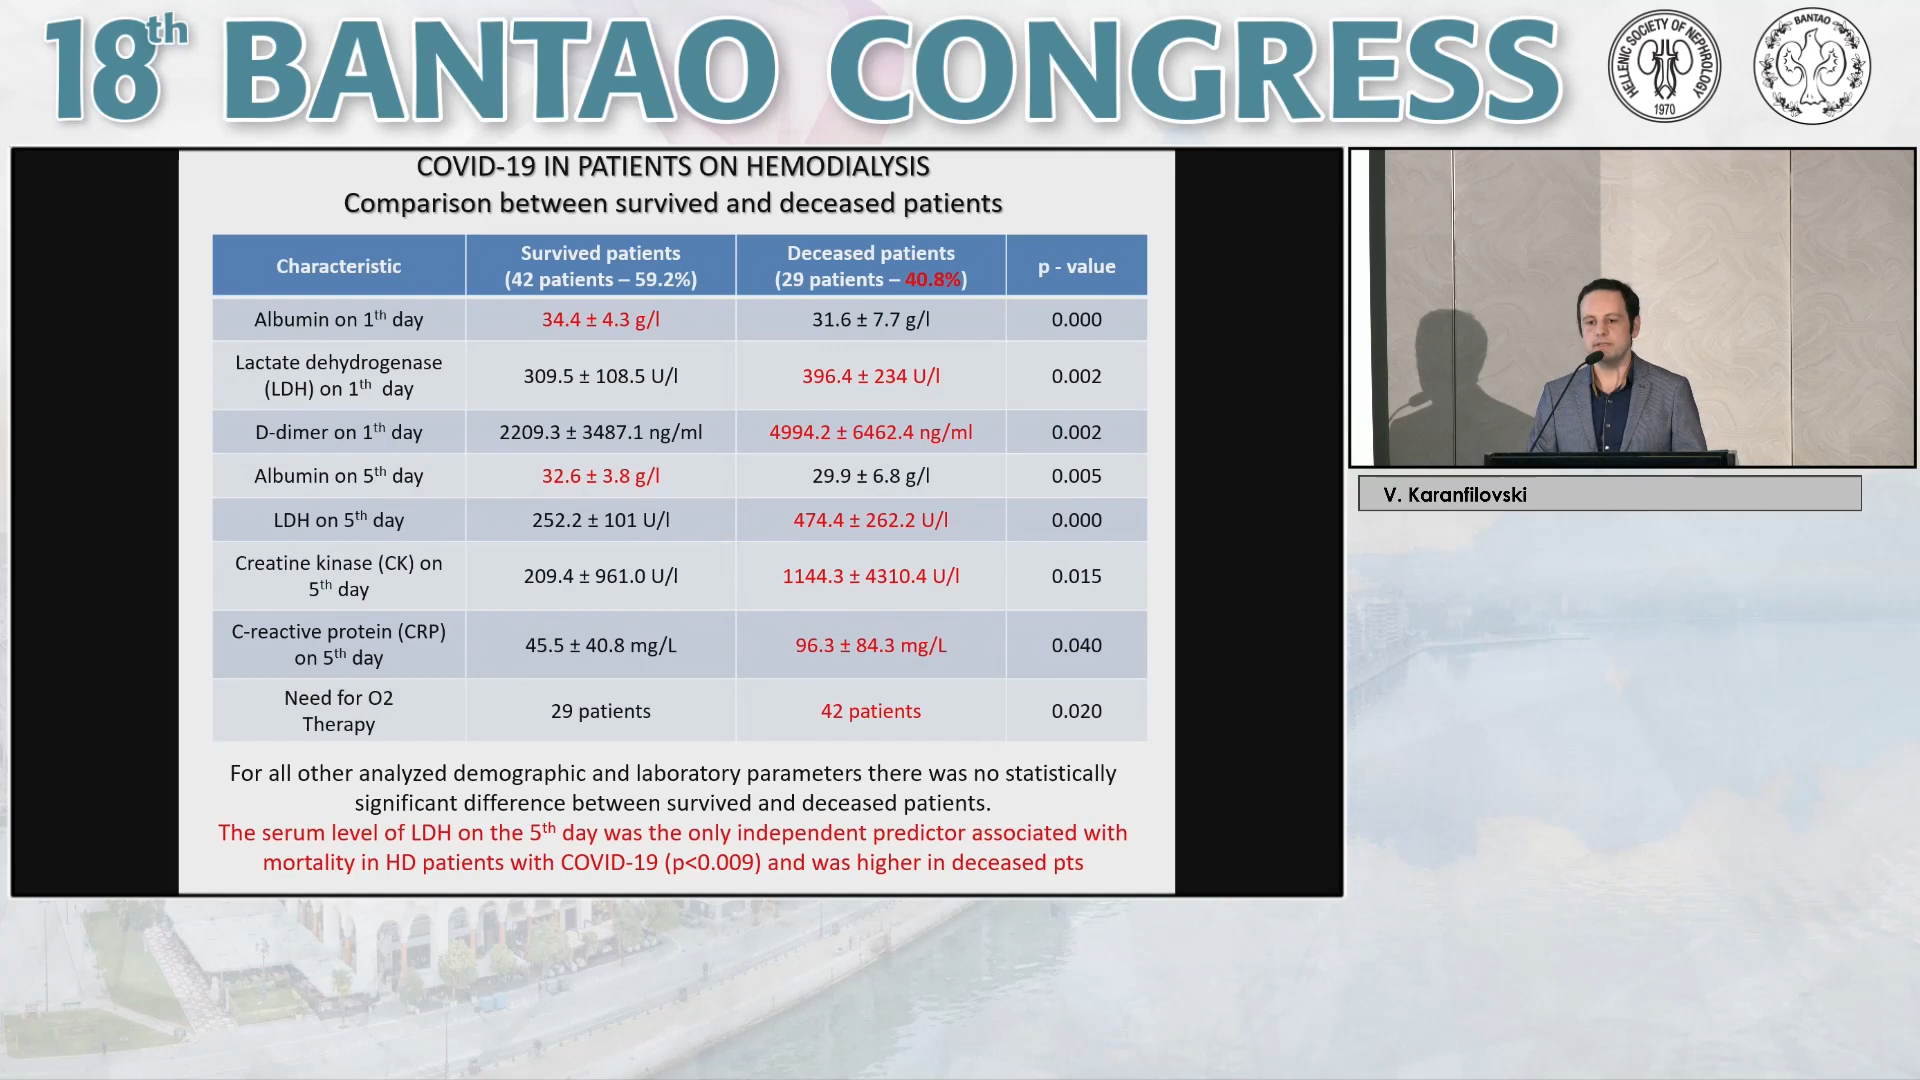 18th BANTAO CONGRESS
HELLENIC SOCIETY OF NEPHROLOGY
1970
BANTAO
COVID-19 IN PATIENTS ON HEMODIALYSIS
Comparison between survived and deceased patients
Characteristic
Survived patients
(42 patients – 59.2%)
Deceased patients
(29 patients – 40.8%)
p - value
Albumin on 1th day
34.4 ± 4.3 g/l
31.6 ± 7.7 g/l
0.000
Lactate dehydrogenase
(LDH) on 1th day
309.5 ± 108.5 U/l
396.4 ± 234 U/l
0.002
D-dimer on 1th day
2209.3 ± 3487.1 ng/ml
4994.2 ± 6462.4 ng/ml
0.002
Albumin on 5th day
32.6 ± 3.8 g/l
29.9 ± 6.8 g/l
0.005
LDH on 5th day
252.2 ± 101 U/l
474.4 ± 262.2 U/l
0.000
Creatine kinase (CK) on
5th day
209.4 ± 961.0 U/l
1144.3 ± 4310.4 U/l
0.015
C-reactive protein (CRP)
on 5th day
45.5 ± 40.8 mg/L
96.3 ± 84.3 mg/L
0.040
Need for O2
Therapy
29 patients
42 patients
0.020
For all other analyzed demographic and laboratory parameters there was no statistically
significant difference between survived and deceased patients.
The serum level of LDH on the 5th day was the only independent predictor associated with
mortality in HD patients with COVID-19 (p<0.009) and was higher in deceased pts
V. Karanfilovski